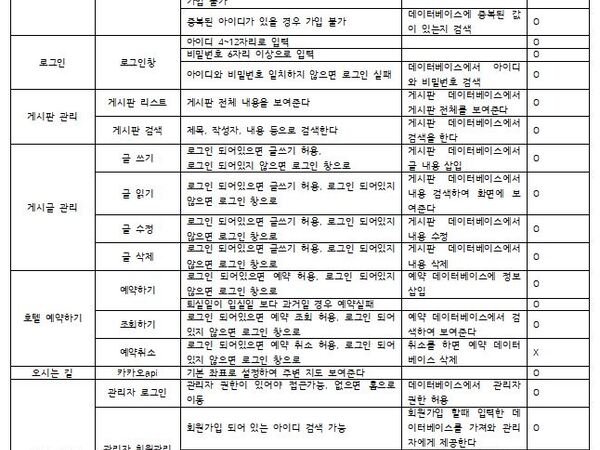 가입 불가
중복된 아이디가 있을 경우 가입 불가
데이터베이스에 중복된 값
이 있는지 검색
O
로그인
로그인창
아이디 4~12자리로 입력
O
비밀번호 6자리 이상으로 입력
O
아이디와 비밀번호 일치하지 않으면 로그인 실패
데이터베이스에서 아이디
와 비밀번호 검색
O
게시판 관리
게시판 리스트
게시판 전체 내용을 보여준다
게시판 데이터베이스에서
게시판 전체를 보여준다
O
게시판 검색
제목, 작성자, 내용 등으로 검색한다
게시판 데이터베이스에서
검색을 한다
O
게시글 관리
글 쓰기
로그인 되어있으면 글쓰기 허용,
로그인 되어있지 않으면 로그인 창으로
게시판 데이터베이스에서
글 내용 삽입
O
글 읽기
로그인 되어있으면 글쓰기 허용, 로그인 되어있지
않으면 로그인 창으로
게시판 데이터베이스에서
내용 검색하여 화면에 보
여준다
O
글 수정
로그인 되어있으면 글쓰기 허용, 로그인 되어있지
않으면 로그인 창으로
게시판 데이터베이스에서
내용 수정
O
글 삭제
로그인 되어있으면 글쓰기 허용, 로그인 되어있지
않으면 로그인 창으로
게시판 데이터베이스에서
내용 삭제
O
호텔 예약하기
예약하기
로그인 되어있으면 예약 허용, 로그인 되어있지
않으면 로그인 창으로
예약 데이터베이스에 정보
삽입
O
퇴실일이 입실일 보다 과거일 경우 예약실패
O
조회하기
로그인 되어있으면 예약 조회 허용, 로그인 되어
있지 않으면 로그인 창으로
예약 데이터베이스에서 검
색하여 보여준다
O
예약취소
로그인 되어있으면 예약 취소 허용, 로그인 되어
있지 않으면 로그인 창으로
취소를 하면 예약 데이터
베이스 삭제
X
오시는 길
카카오api
기본 좌표로 설정하여 주변 지도 보여준다
O
관리자 로그인
관리자 권한이 있어야 접근가능, 없으면 홈으로
이동
데이터베이스에서 관리자
권한 허용
O
관리자 회원관리
회원가입 되어 있는 아이디 검색 가능
회원가입 할때 입력한 데
이터베이스를 가져와 관리
자에게 제공한다
O